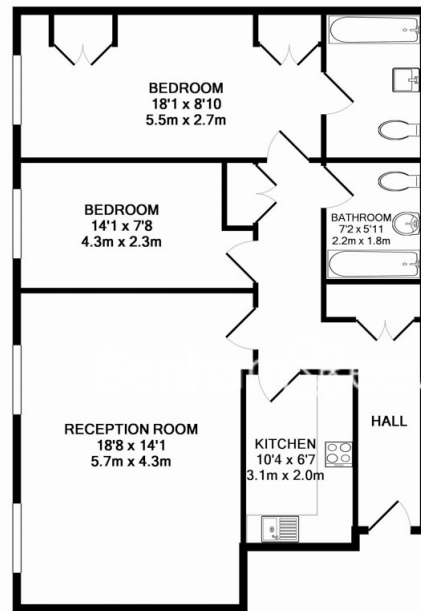 BEDROOM
18'1 x 8'10
5.5m x 2.7m
BEDROOM
14'1 x 7'8
4.3m x 2.3m
BATHROOM
7'2 x 5'11
2.2m x 1.8m
RECEPTION ROOM
18'8 x 14'1
5.7m x 4.3m
KITCHEN
10'4 x 6'7
3.1m x 2.0m
HALL